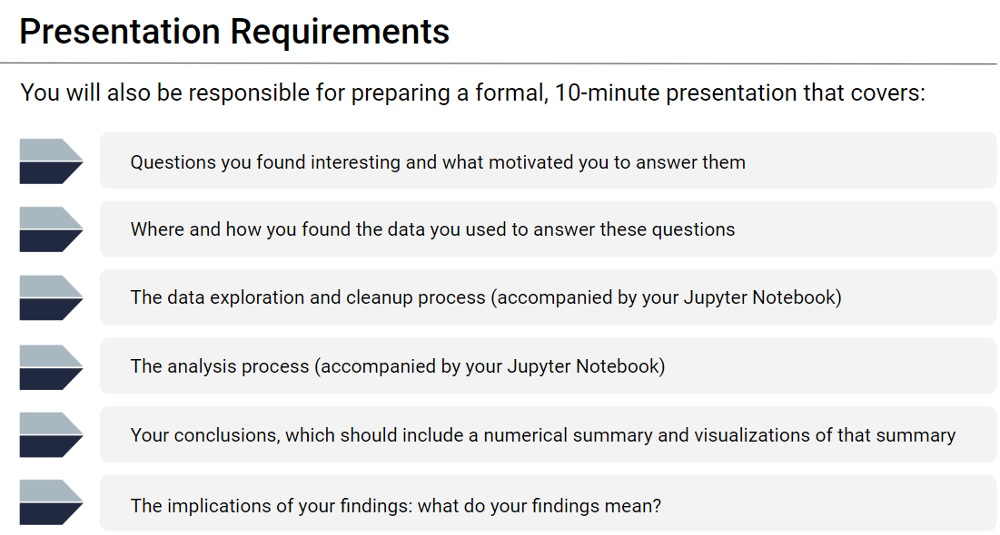 Presentation Requirements
You will also be responsible for preparing a formal, 10-minute presentation that covers:
Questions you found interesting and what motivated you to answer them
Where and how you found the data you used to answer these questions
The data exploration and cleanup process (accompanied by your Jupyter Notebook)
The analysis process (accompanied by your Jupyter Notebook)
Your conclusions, which should include a numerical summary and visualizations of that summary
The implications of your findings: what do your findings mean?